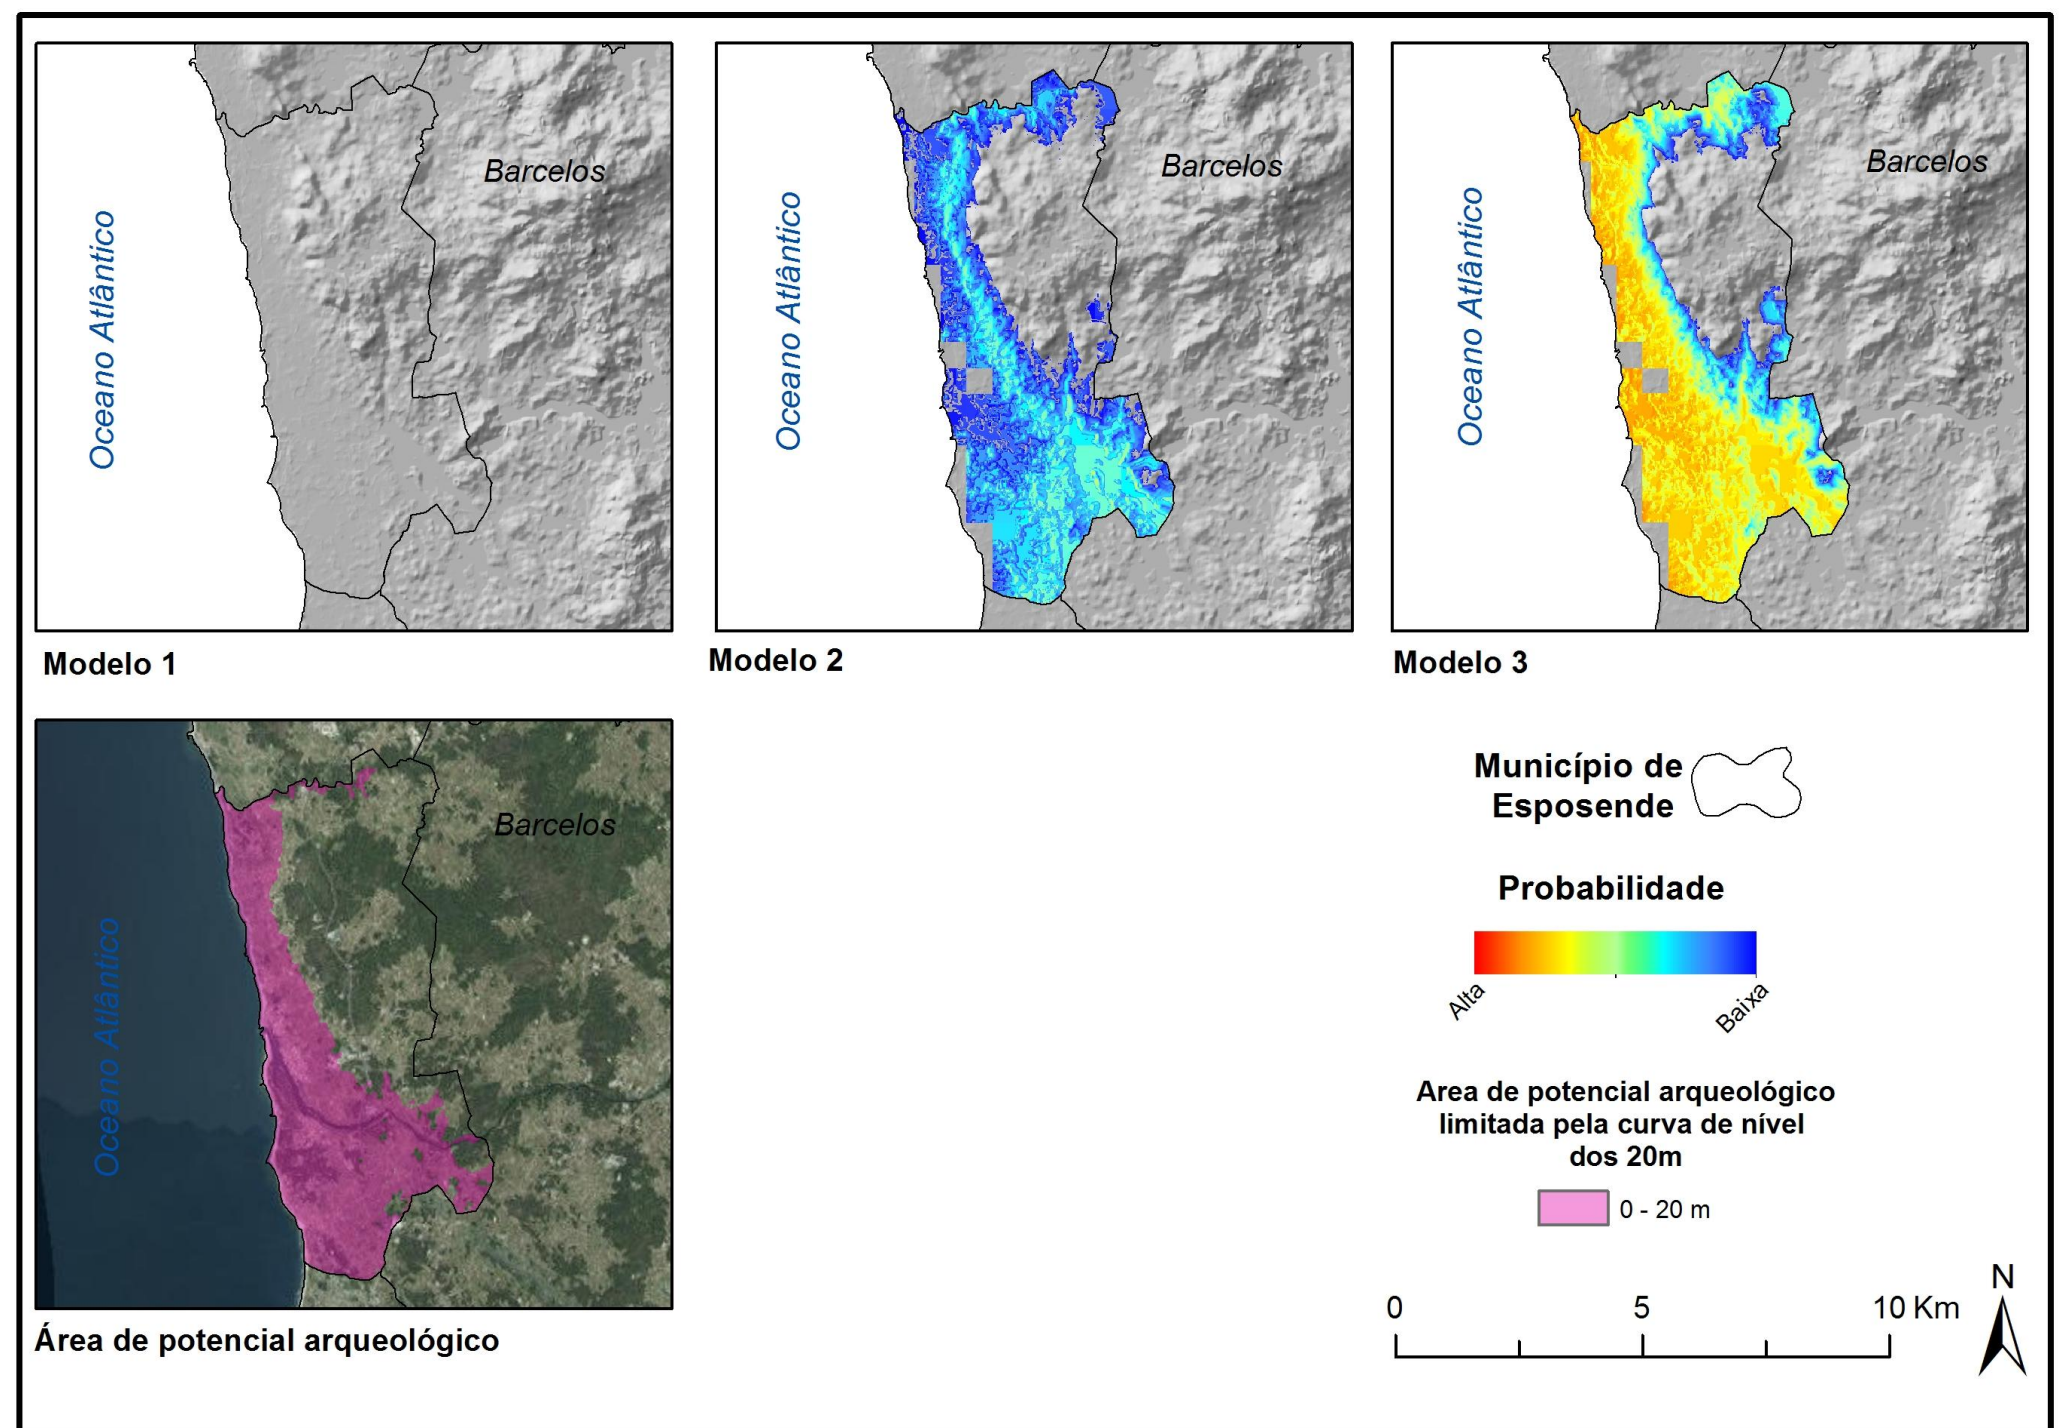 Barcelos
Oceano Atlântico
Modelo 1
Barcelos
Oceano Atlântico
Modelo 2
Barcelos
Oceano Atlântico
Modelo 3
Barcelos
Oceano Atlântico
Área de potencial arqueológico
Município de
Esposende
Probabilidade
Alta
Baixa
Area de potencial arqueológico
limitada pela curva de nível
dos 20m
0 - 20 m
0 5 10 Km
N